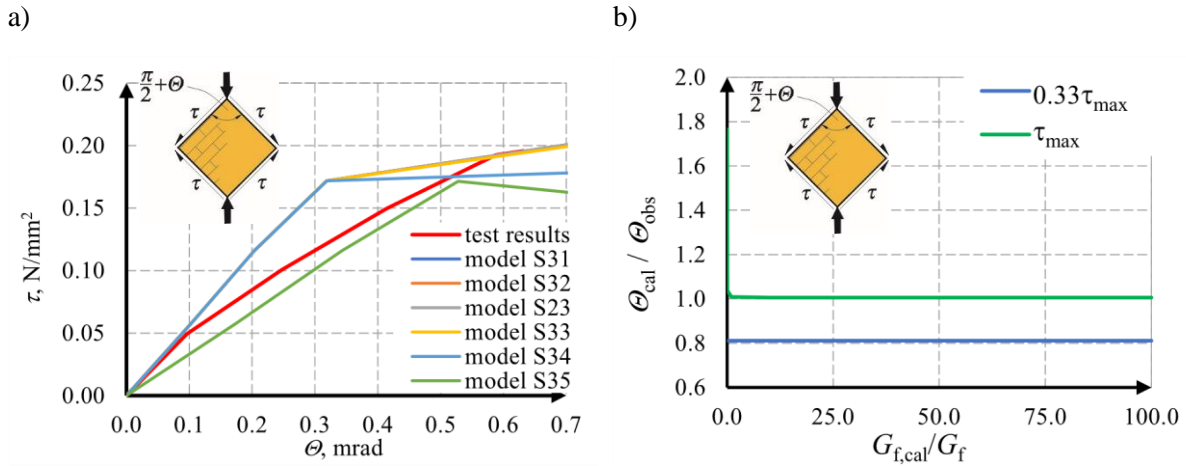 a)
b)
0.25
0.20
0.15
0.10
0.05
0.00
τ, N/mm²
π/2+Θ
τ
τ
τ
τ
test results
model S31
model S32
model S23
model S33
model S34
model S35
0.0 0.1 0.2 0.3 0.4 0.5 0.6 0.7
Θ, mrad
2.0
1.8
1.6
1.4
1.2
1.0
0.8
0.6
Θcal / Θobs
π/2+Θ
τ
τ
τ
τ
0.33τmax
τmax
0.0 25.0 50.0 75.0 100.0
Gf,cal/Gf